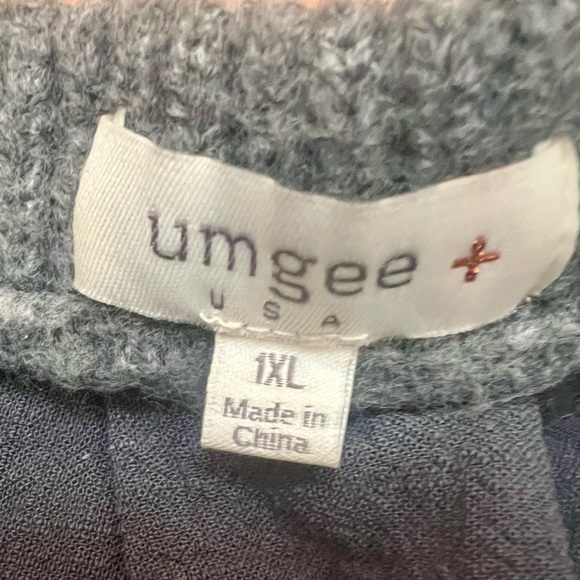 umgee +
USA
1XL
Made in
China